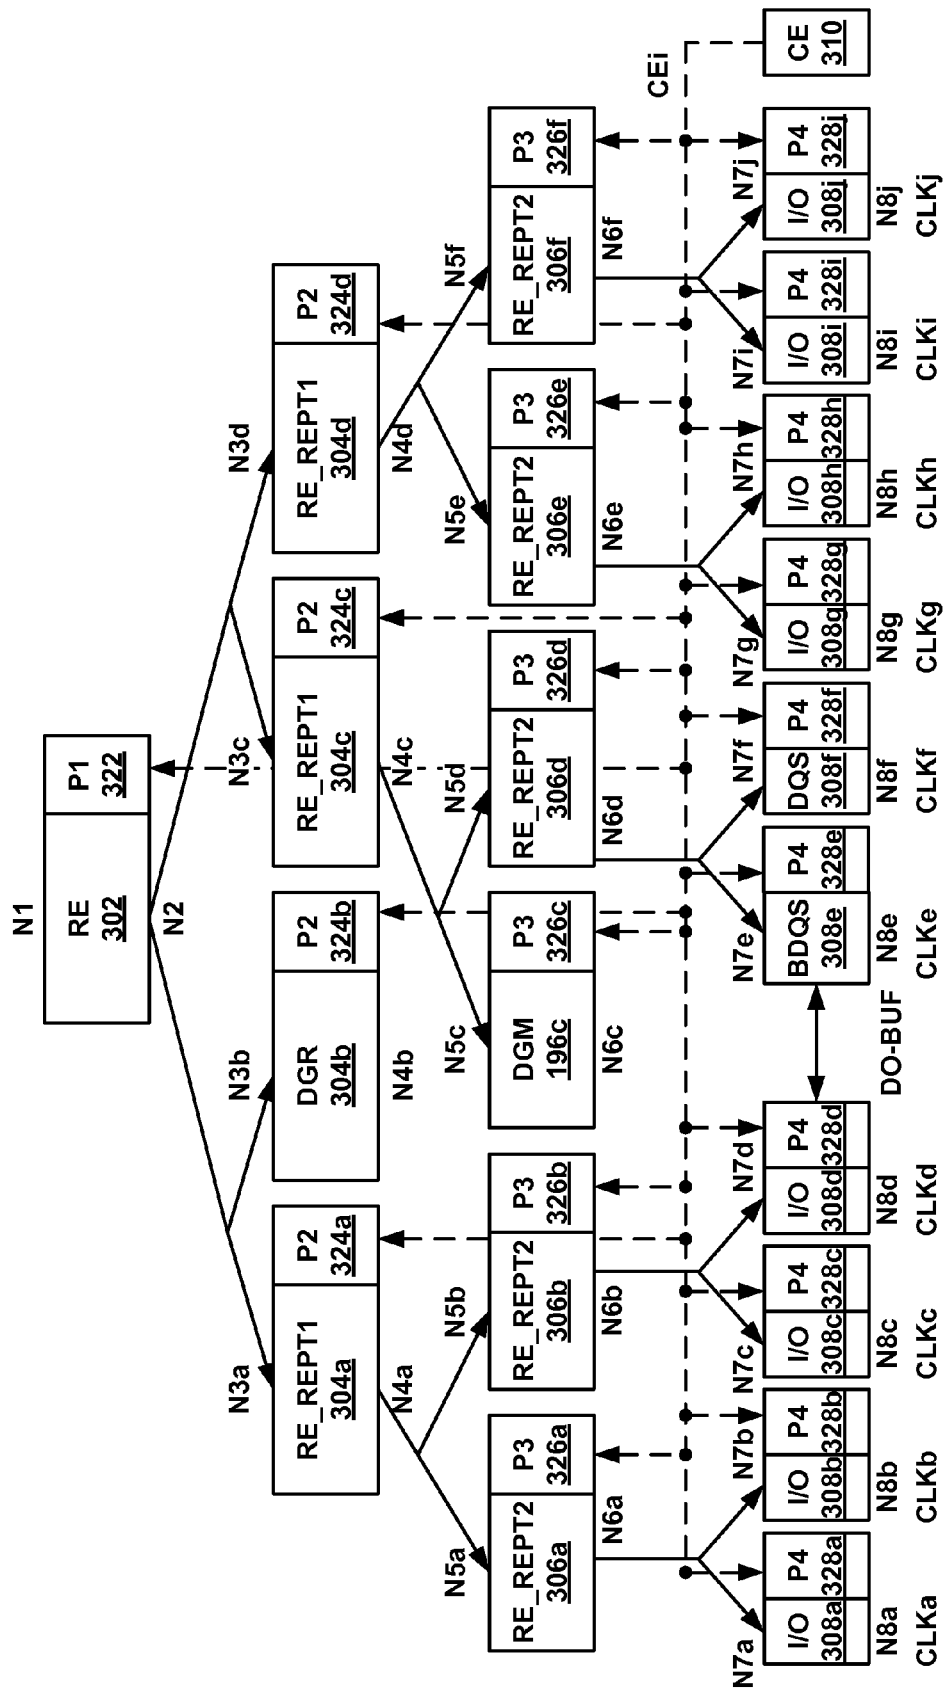 N1
RE
302
P1
322
N2
N3a
N3b
N3c
N3d
RE_REPT1
304a
P2
324a
DGR
304b
P2
324b
RE_REPT1
304c
P2
324c
RE_REPT1
304d
P2
324d
N4a
N4b
N4c
N4d
N5a
N5b
N5c
N5d
N5e
N5f
RE_REPT2
306a
P3
326a
RE_REPT2
306b
P3
326b
DGM
196c
P3
326c
RE_REPT2
306d
P3
326d
RE_REPT2
306e
P3
326e
RE_REPT2
306f
P3
326f
N6a
N6b
N6c
N6d
N6e
N6f
CEi
N7a
N7b
N7c
N7d
N7e
N7f
N7g
N7h
N7i
N7j
I/O
308a
P4
328a
I/O
308b
P4
328b
I/O
308c
P4
328c
I/O
308d
P4
328d
BDQS
308e
P4
328e
DQS
308f
P4
328f
I/O
308g
P4
328g
I/O
308h
P4
328h
I/O
308i
P4
328i
I/O
308j
P4
328j
CE
310
N8a
N8b
N8c
N8d
DO-BUF
N8e
N8f
N8g
N8h
N8i
N8j
CLKa
CLKb
CLKc
CLKd
CLKe
CLKf
CLKg
CLKh
CLKi
CLKj